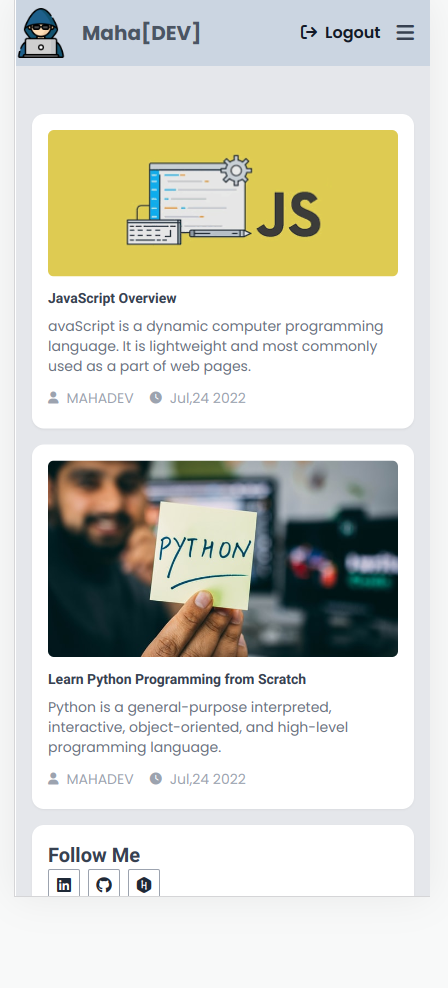 Maha[DEV]
Logout
JS
JavaScript Overview
avaScript is a dynamic computer programming
language. It is lightweight and most commonly
used as a part of web pages.
MAHADEV
Jul,24 2022
PYTHON
Learn Python Programming from Scratch
Python is a general-purpose interpreted,
interactive, object-oriented, and high-level
programming language.
MAHADEV
Jul,24 2022
Follow Me